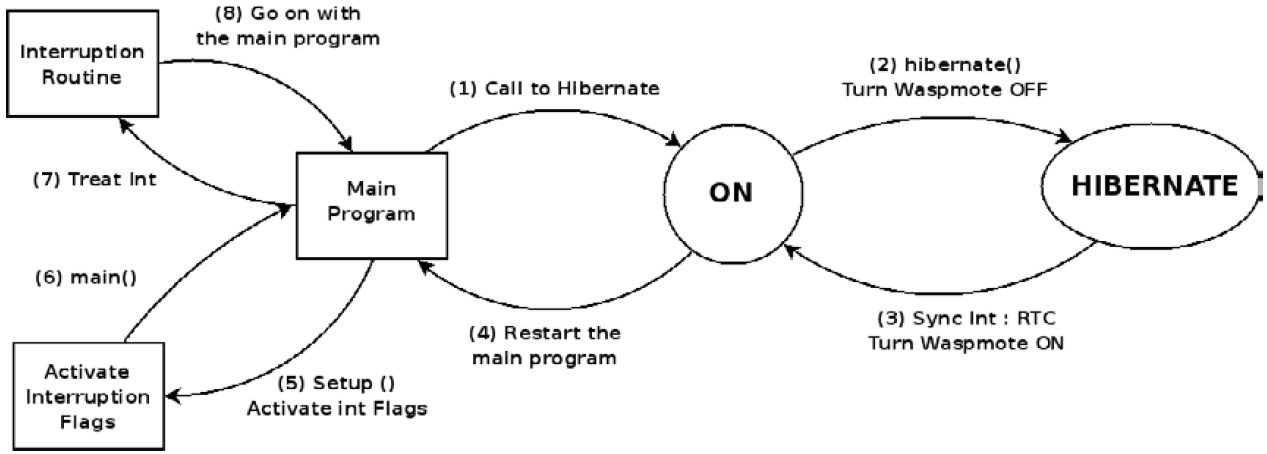 (8) Go on with
the main program
Interruption
Routine
(1) Call to Hibernate
(2) hibernate()
Turn Waspmote OFF
(7) Treat Int
Main
Program
ON
HIBERNATE
(6) main()
(4) Restart the
main program
(3) Sync Int : RTC
Turn Waspmote ON
Activate
Interruption
Flags
(5) Setup ()
Activate int Flags